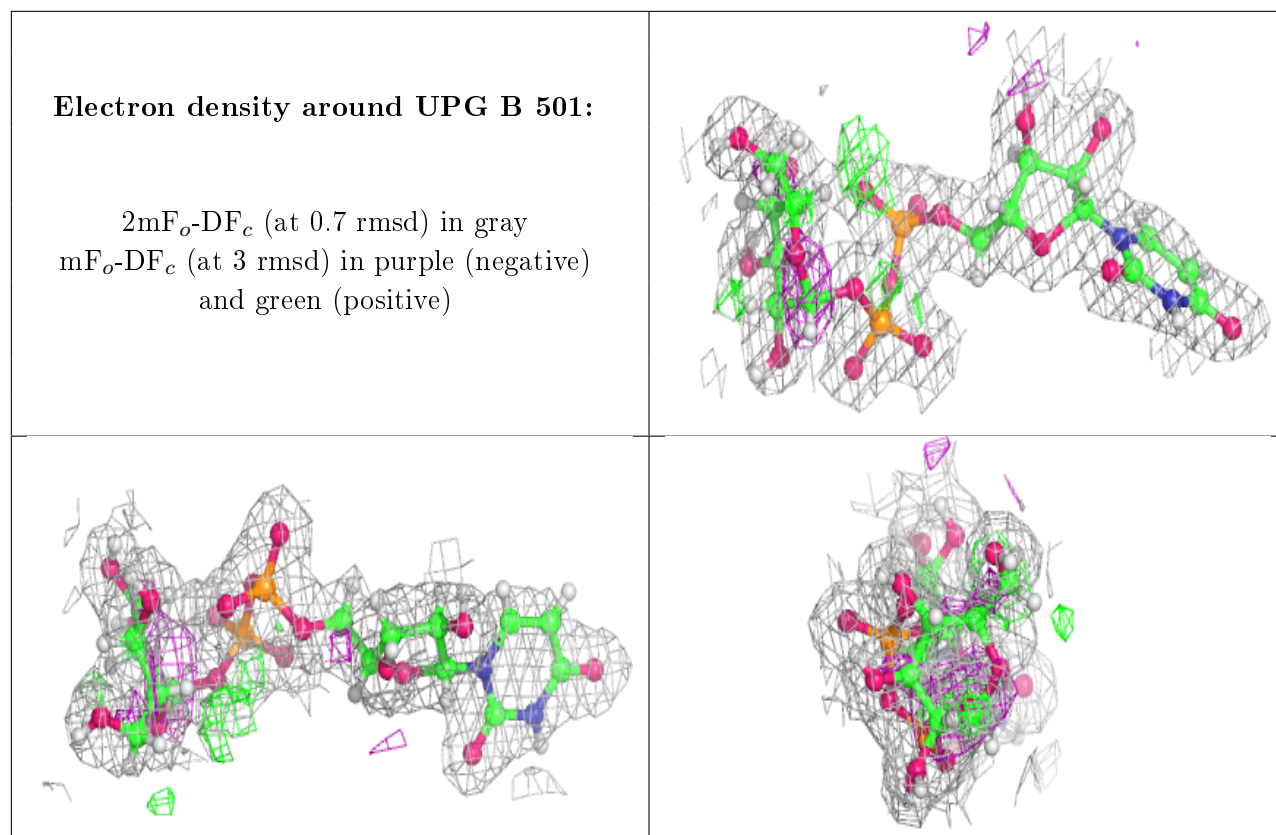 Electron density around UPG B 501:
2mFₒ-DF𝒸 (at 0.7 rmsd) in gray
mFₒ-DF𝒸 (at 3 rmsd) in purple (negative)
and green (positive)